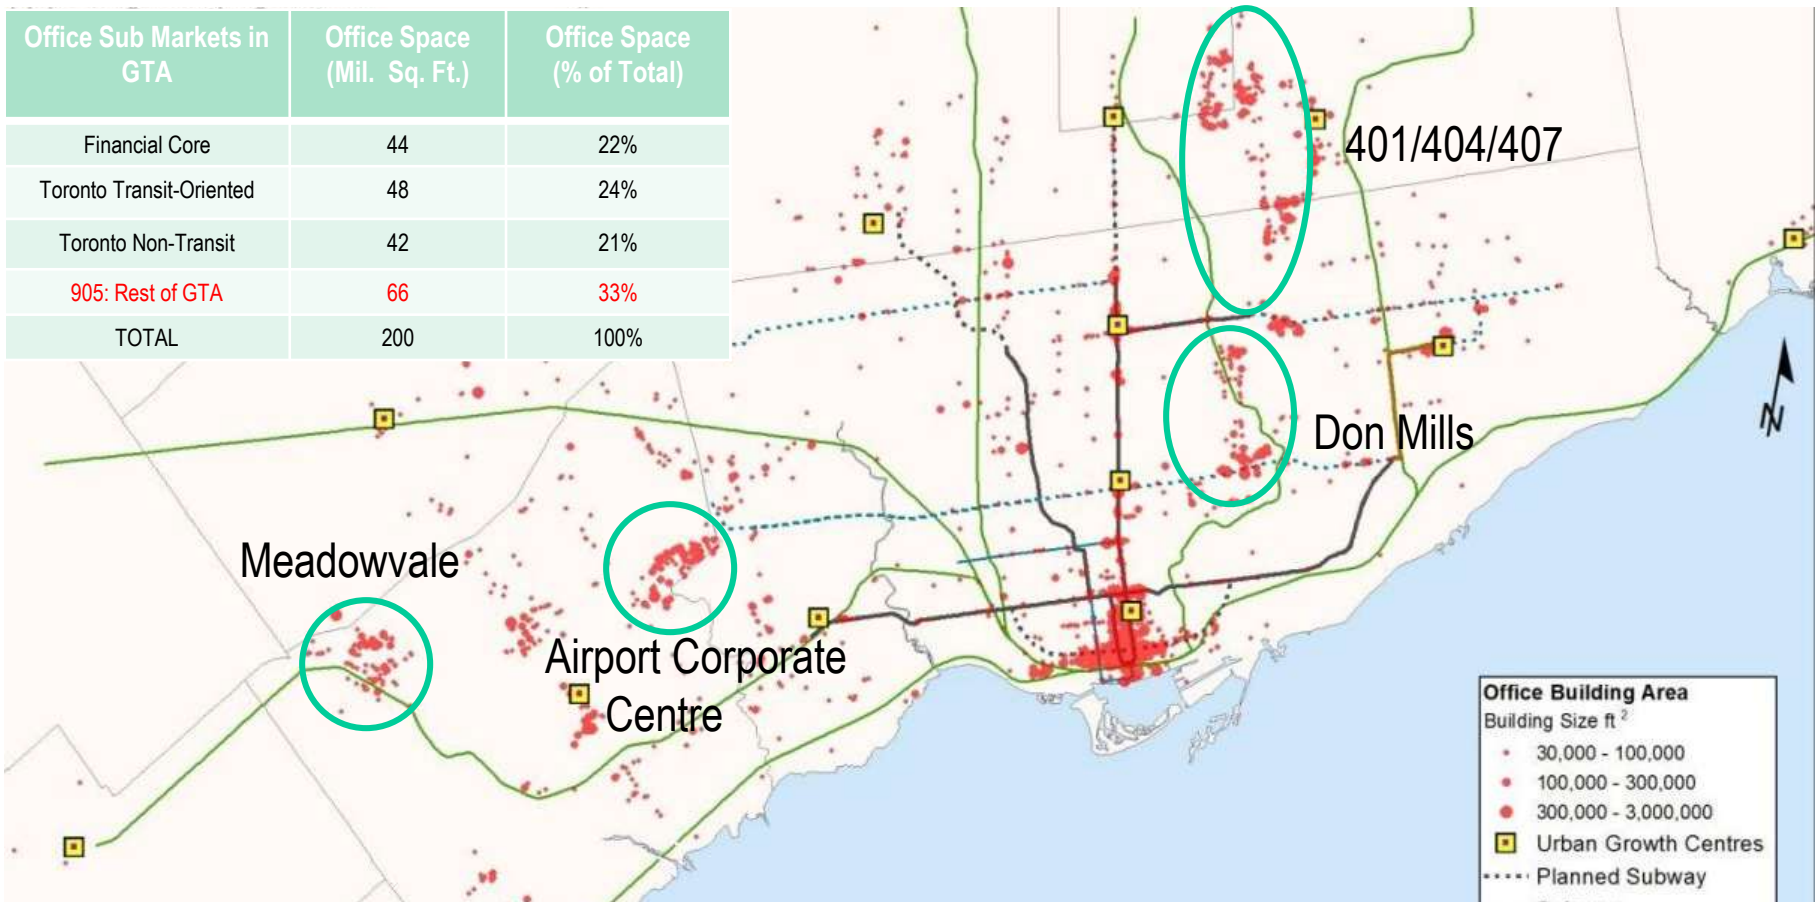 Office Sub Markets in GTA
Office Space (Mil. Sq. Ft.)
Office Space (% of Total)
Financial Core 44 22%
Toronto Transit-Oriented 48 24%
Toronto Non-Transit 42 21%
905: Rest of GTA 66 33%
TOTAL 200 100%
401/404/407
Don Mills
Meadowvale
Airport Corporate
Centre
N
Office Building Area
Building Size ft 2
30,000 - 100,000
100,000 - 300,000
300,000 - 3,000,000
Urban Growth Centres
Planned Subway